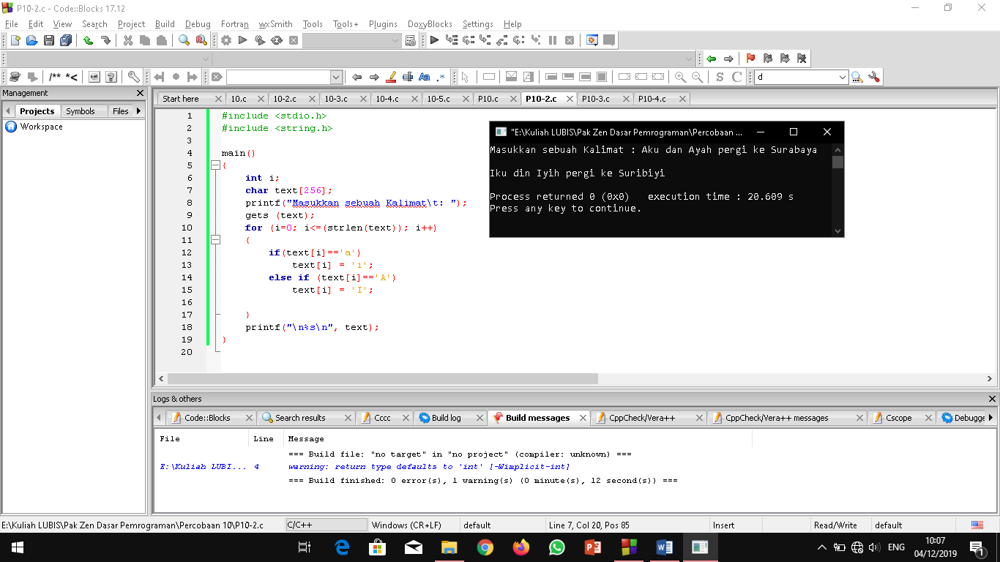 P10-2.c - Code::Blocks 17.12
File Edit View Search Project Build Debug Fortran wxSmith Tools Tools+ Plugins DoxyBlocks Settings Help
/** *< Aa .* S C d
Management
Projects Symbols Files
Workspace
Start here 10.c 10-2.c 10-3.c 10-4.c 10-5.c P10.c P10-2.c P10-3.c P10-4.c
1 #include <stdio.h>
2 #include <string.h>
3
4 main()
5 {
6 int i;
7 char text[256];
8 printf("Masukkan sebuah Kalimat\t: ");
9 gets (text);
10 for (i=0; i<=(strlen(text)); i++)
11 {
12 if(text[i]=='a')
13 text[i] = 'i';
14 else if (text[i]=='A')
15 text[i] = 'I';
16
17 }
18 printf("\n%s\n", text);
19 }
20
"E:\Kuliah LUBIS\Pak Zen Dasar Pemrograman\Percobaan ...
Masukkan sebuah Kalimat : Aku dan Ayah pergi ke Surabaya
Iku din Iyih pergi ke Suribiyi
Process returned 0 (0x0) execution time : 20.609 s
Press any key to continue.
Logs & others
Code::Blocks Search results Cccc Build log Build messages CppCheck/Vera++ CppCheck/Vera++ messages Cscope Debugge
File Line Message
=== Build file: "no target" in "no project" (compiler: unknown) ===
E:\Kuliah LUBI... 4 warning: return type defaults to 'int' [-Wimplicit-int]
=== Build finished: 0 error(s), 1 warning(s) (0 minute(s), 12 second(s)) ===
E:\Kuliah LUBIS\Pak Zen Dasar Pemrograman\Percobaan 10\P10-2.c C/C++ Windows (CR+LF) default Line 7, Col 20, Pos 85 Insert Read/Write default
ENG 10:07
04/12/2019 1